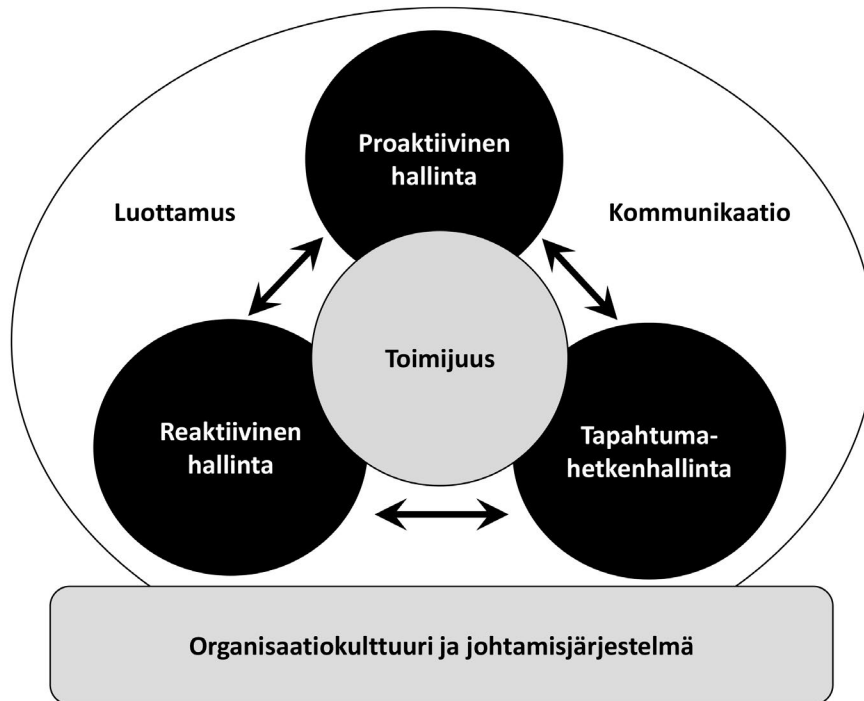 Proaktiivinen
hallinta
Luottamus
Kommunikaatio
Toimijuus
Reaktiivinen
hallinta
Tapahtuma-
hetkenhallinta
Organisaatiokulttuuri ja johtamisjärjestelmä